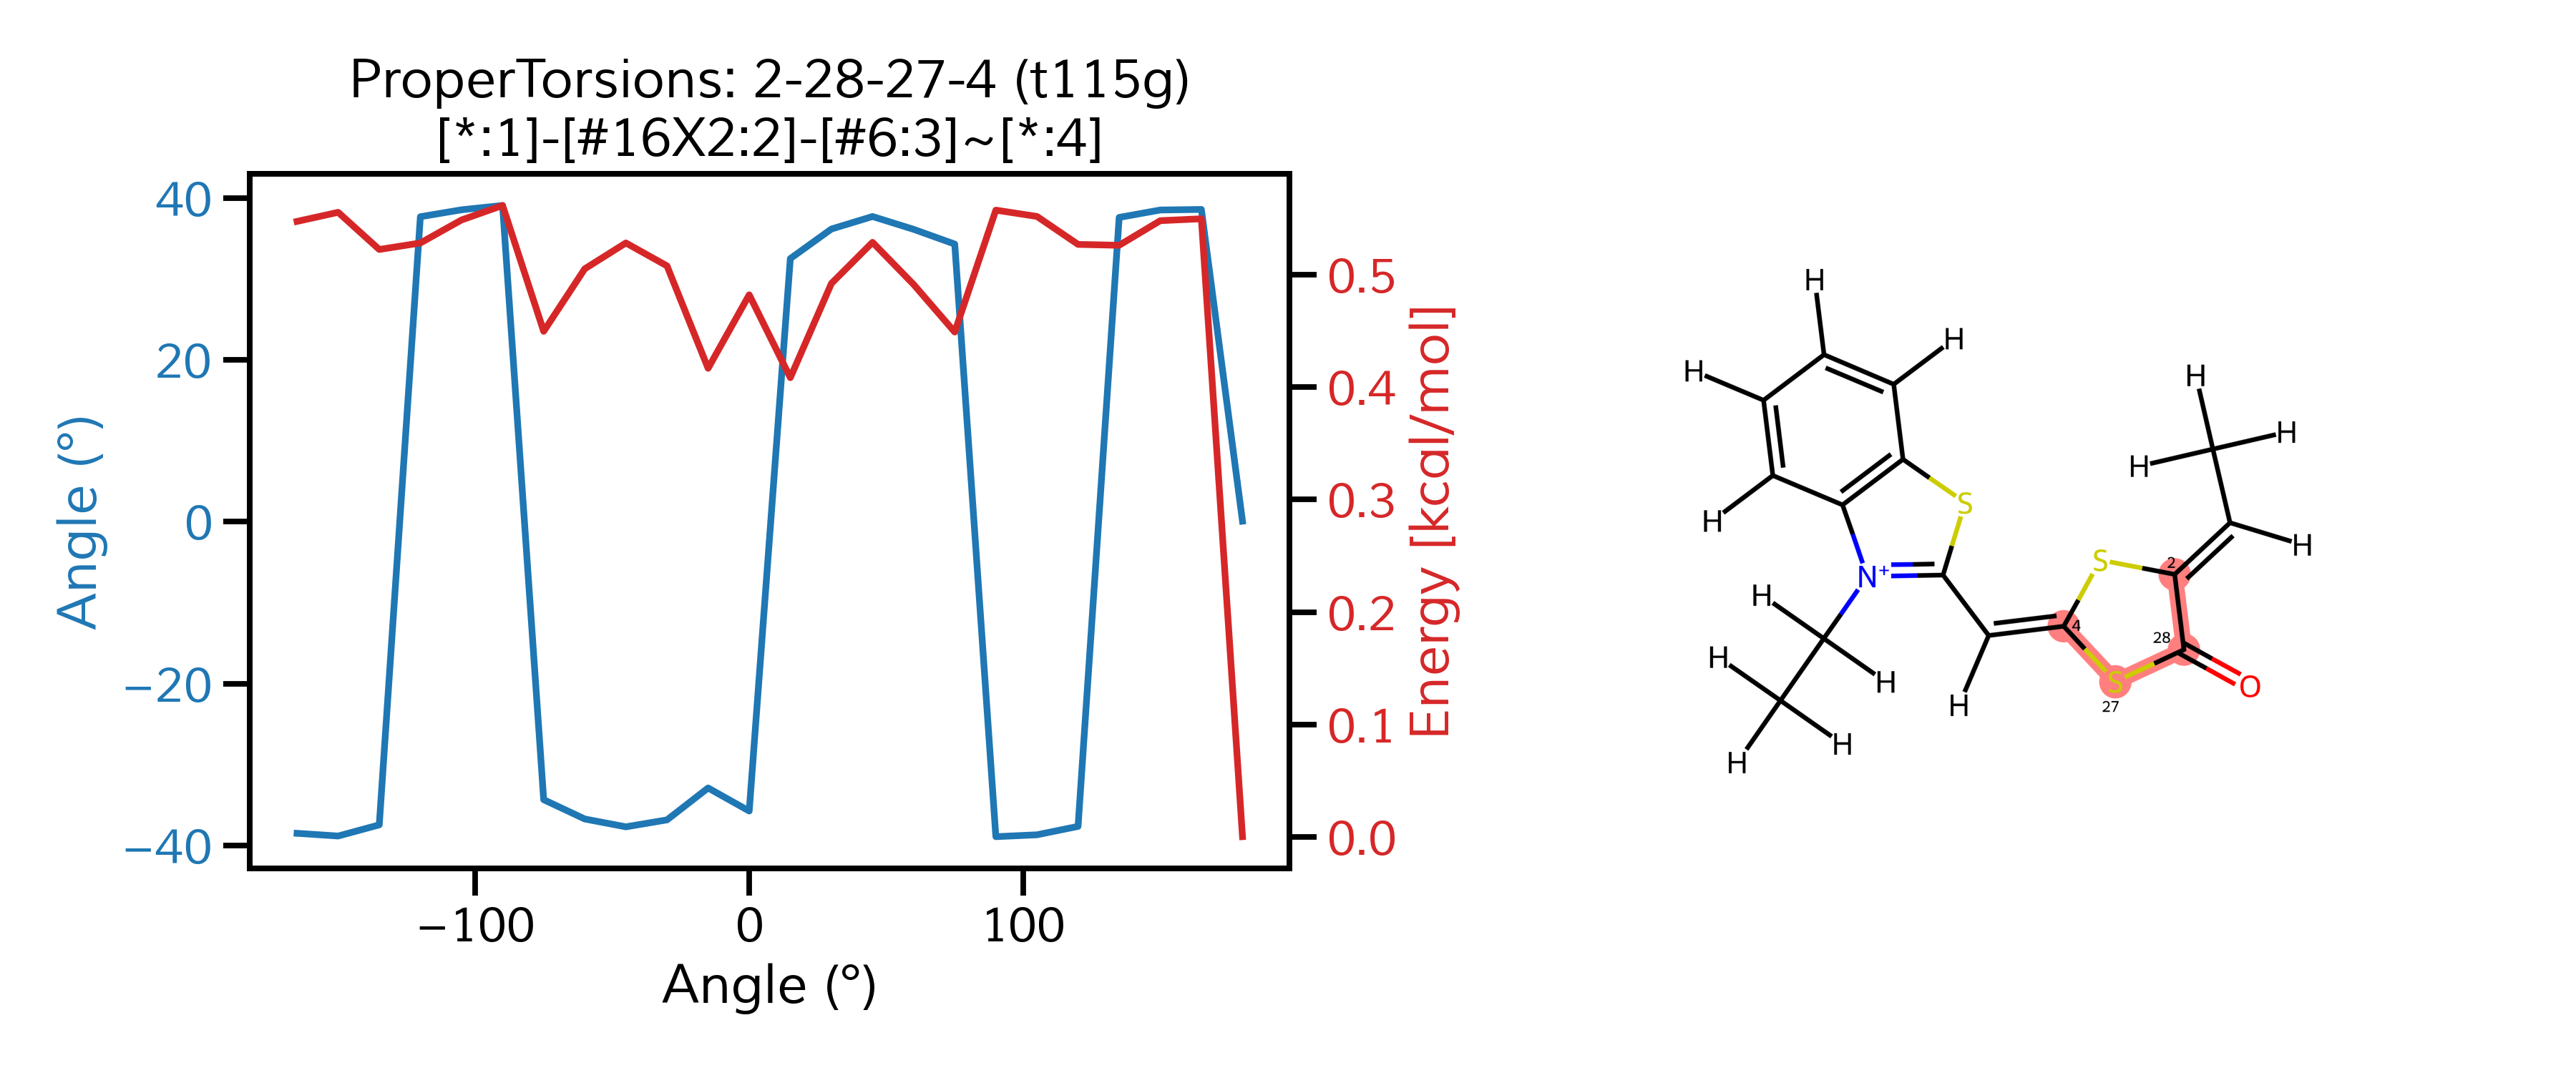 ProperTorsions: 2-28-27-4 (t115g)
[*:1]-[#16X2:2]-[#6:3]~[*:4]
40
20
0
−20
−40
Angle (°)
−100
0
100
Angle (°)
0.5
0.4
0.3
0.2
0.1
0.0
Energy [kcal/mol]
H
H
H
H
H
H
H
S
H
S
2
N+
H
H
4
28
H
H
S
O
27
H
H
H